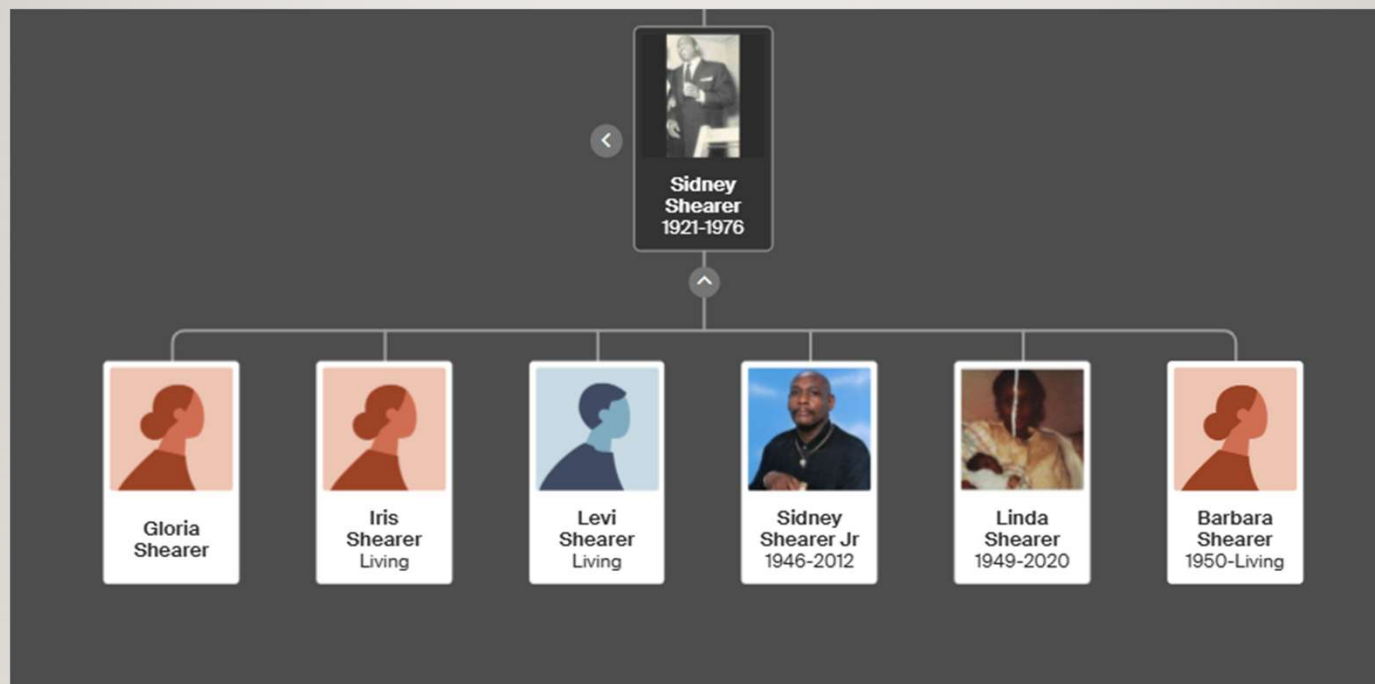 Sidney
Shearer
1921-1976
Gloria
Shearer
Iris
Shearer
Living
Levi
Shearer
Living
Sidney
Shearer Jr
1946-2012
Linda
Shearer
1949-2020
Barbara
Shearer
1950-Living